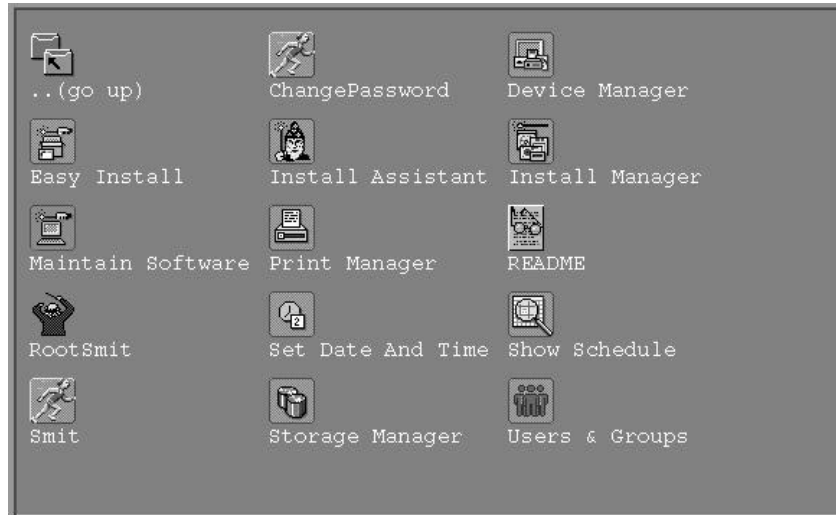 ..(go up)
ChangePassword
Device Manager
Easy Install
Install Assistant
Install Manager
Maintain Software
Print Manager
README
RootSmit
Set Date And Time
Show Schedule
Smit
Storage Manager
Users & Groups